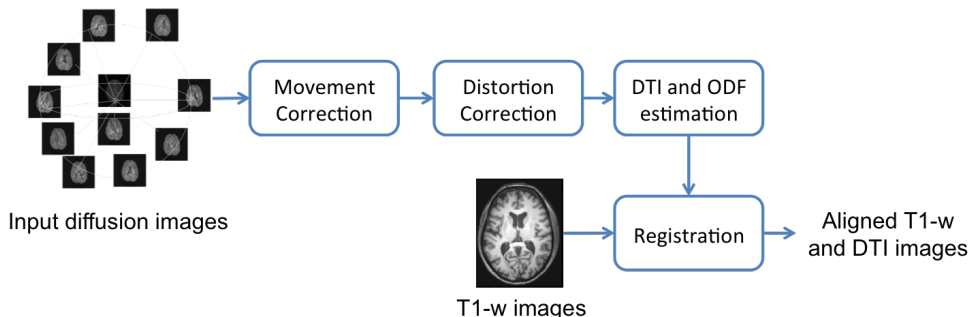 Movement
Correction
Distortion
Correction
DTI and ODF
estimation
Input diffusion images
Registration
Aligned T1-w
and DTI images
T1-w images